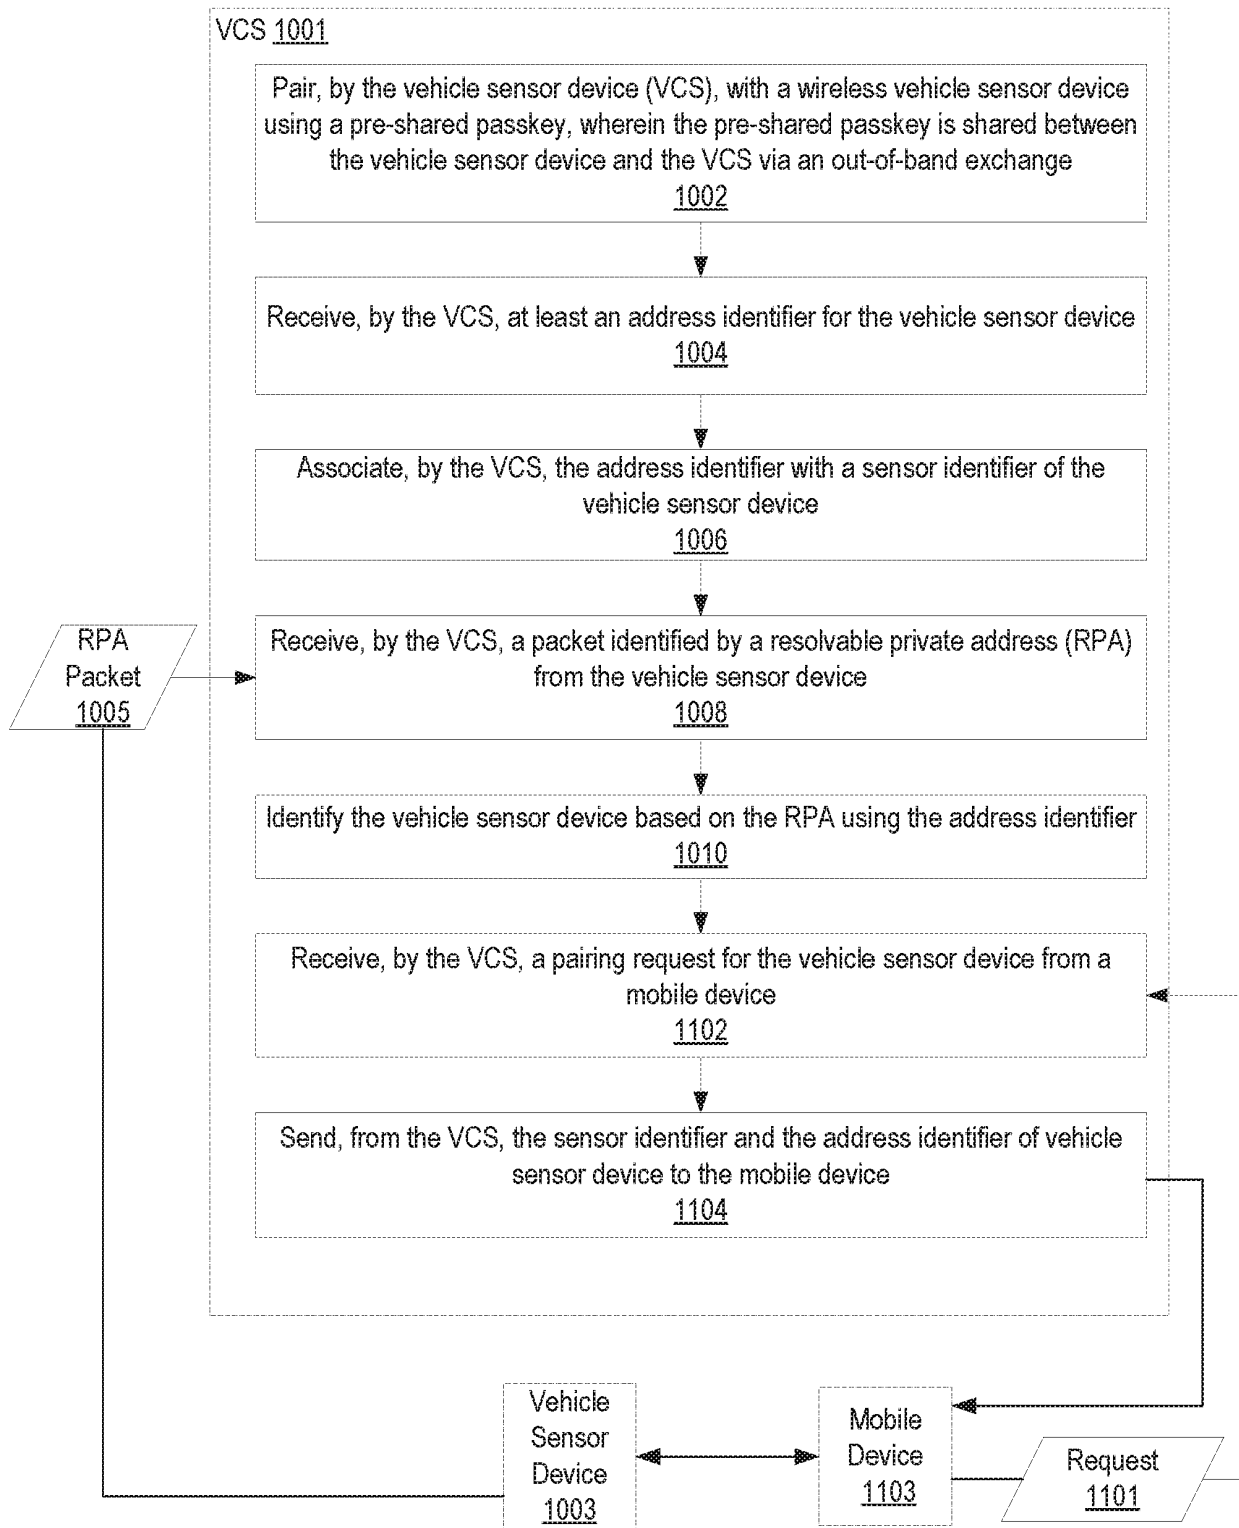 VCS 1001
Pair, by the vehicle sensor device (VCS), with a wireless vehicle sensor device
using a pre-shared passkey, wherein the pre-shared passkey is shared between
the vehicle sensor device and the VCS via an out-of-band exchange
1002
Receive, by the VCS, at least an address identifier for the vehicle sensor device
1004
Associate, by the VCS, the address identifier with a sensor identifier of the
vehicle sensor device
1006
RPA
Packet
1005
Receive, by the VCS, a packet identified by a resolvable private address (RPA)
from the vehicle sensor device
1008
Identify the vehicle sensor device based on the RPA using the address identifier
1010
Receive, by the VCS, a pairing request for the vehicle sensor device from a
mobile device
1102
Send, from the VCS, the sensor identifier and the address identifier of vehicle
sensor device to the mobile device
1104
Vehicle
Sensor
Device
1003
Mobile
Device
1103
Request
1101